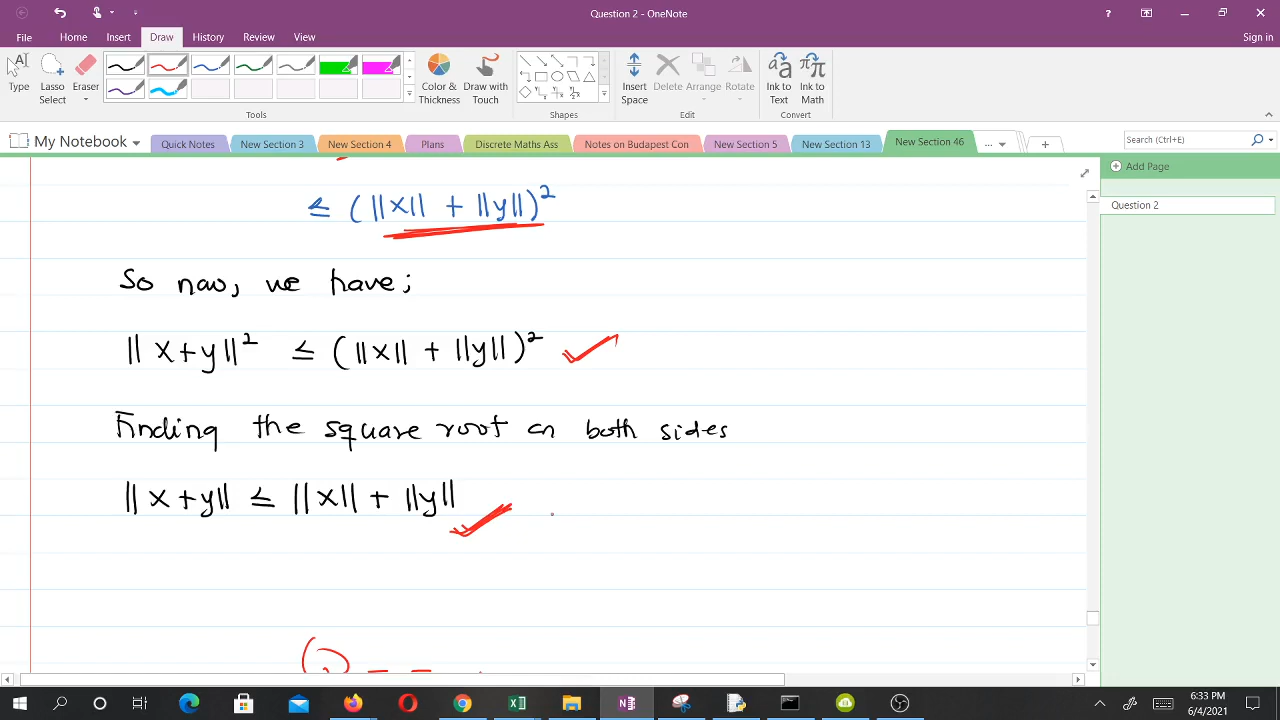 Question 2 - OneNote
File Home Insert Draw History Review View Sign in
Type Lasso Select Eraser Color & Thickness Draw with Touch Insert Space Delete Arrange Rotate Ink to Text Ink to Math
Tools Shapes Edit Convert
My Notebook Quick Notes New Section 3 New Section 4 Plans Discrete Maths Ass Notes on Budapest Con New Section 5 New Section 13 New Section 46 ... Search (Ctrl+E)
Add Page
Question 2
≤ (||x|| + ||y||)²
So now, we have;
||x+y||² ≤ (||x|| + ||y||)²
Finding the square root on both sides
||x+y|| ≤ ||x|| + ||y||
6:33 PM
6/4/2021